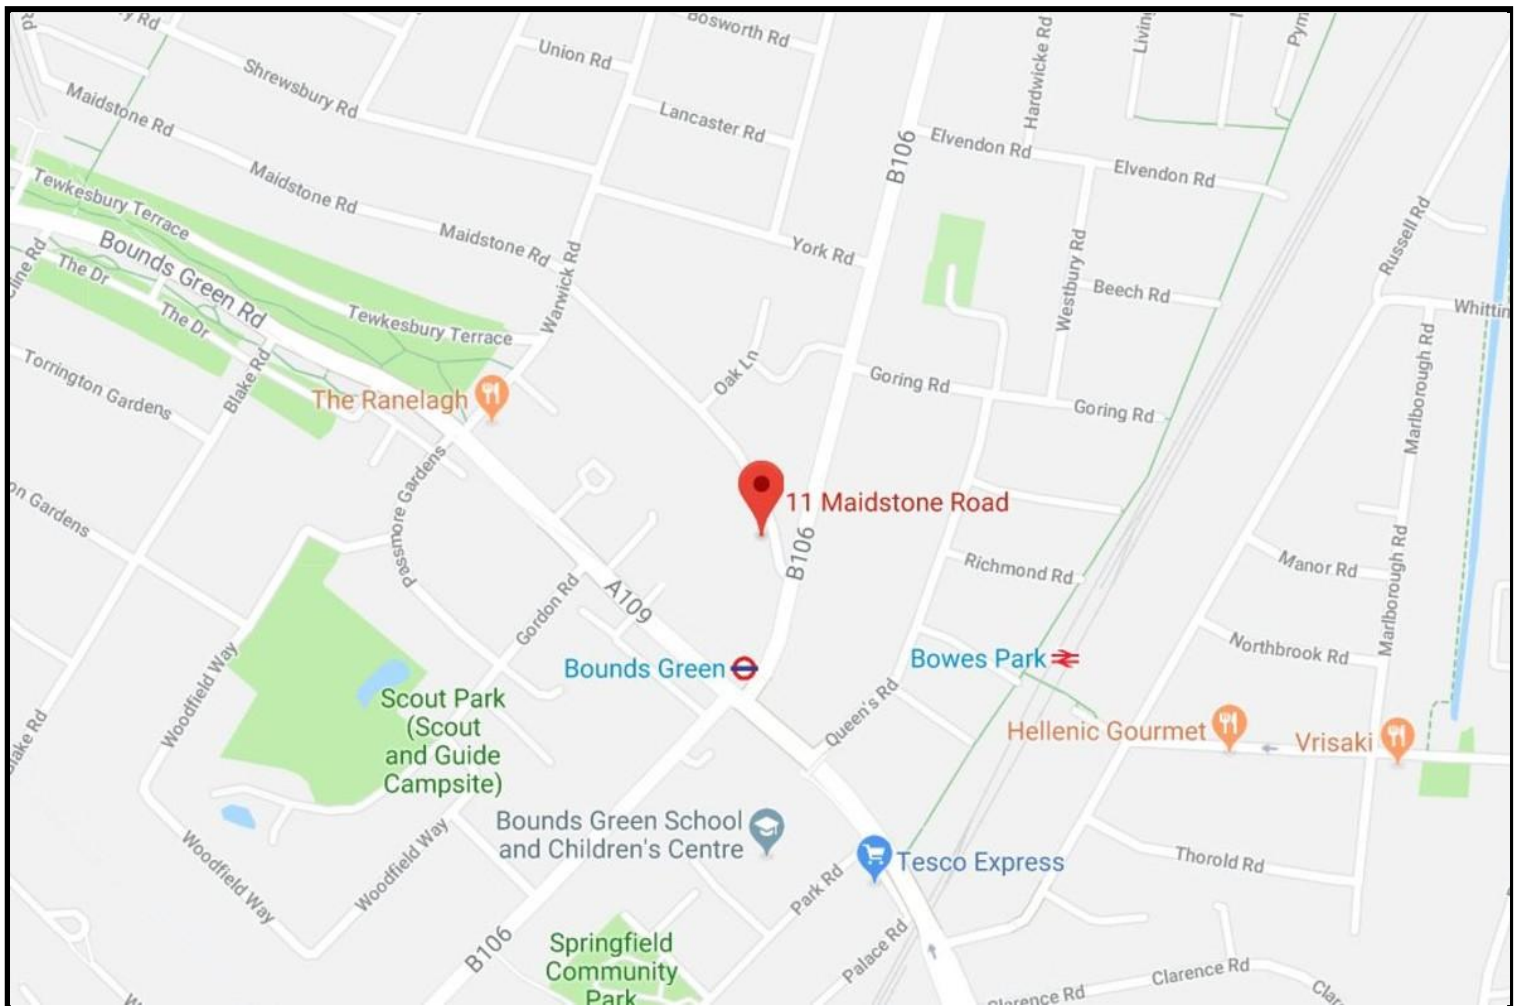 Bosworth Rd
Union Rd
Shrewsbury Rd
Hardwicke Rd
Maidstone Rd
Lancaster Rd
B106
Elvendon Rd
Elvendon Rd
Maidstone Rd
Tewkesbury Terrace
Maidstone Rd
York Rd
Warwick Rd
Westbury Rd
Russell Rd
Bounds Green Rd
The Dr
The Dr
Beech Rd
Tewkesbury Terrace
Marlborough Rd
Torrington Gardens
Blake Rd
Oak Ln
Goring Rd
Goring Rd
The Ranelagh
Passmore Gardens
11 Maidstone Road
on Gardens
B106
Richmond Rd
Manor Rd
Marlborough Rd
Gordon Rd
A109
Northbrook Rd
Bounds Green
Bowes Park
Woodfield Way
Scout Park
(Scout
and Guide
Campsite)
Queen's Rd
Hellenic Gourmet
Vrisaki
Bounds Green School
and Children's Centre
Tesco Express
Thorold Rd
Woodfield Way
Woodfield Way
Park Rd
Palace Rd
B106
Springfield
Community
Park
Clarence Rd
Clarence Rd